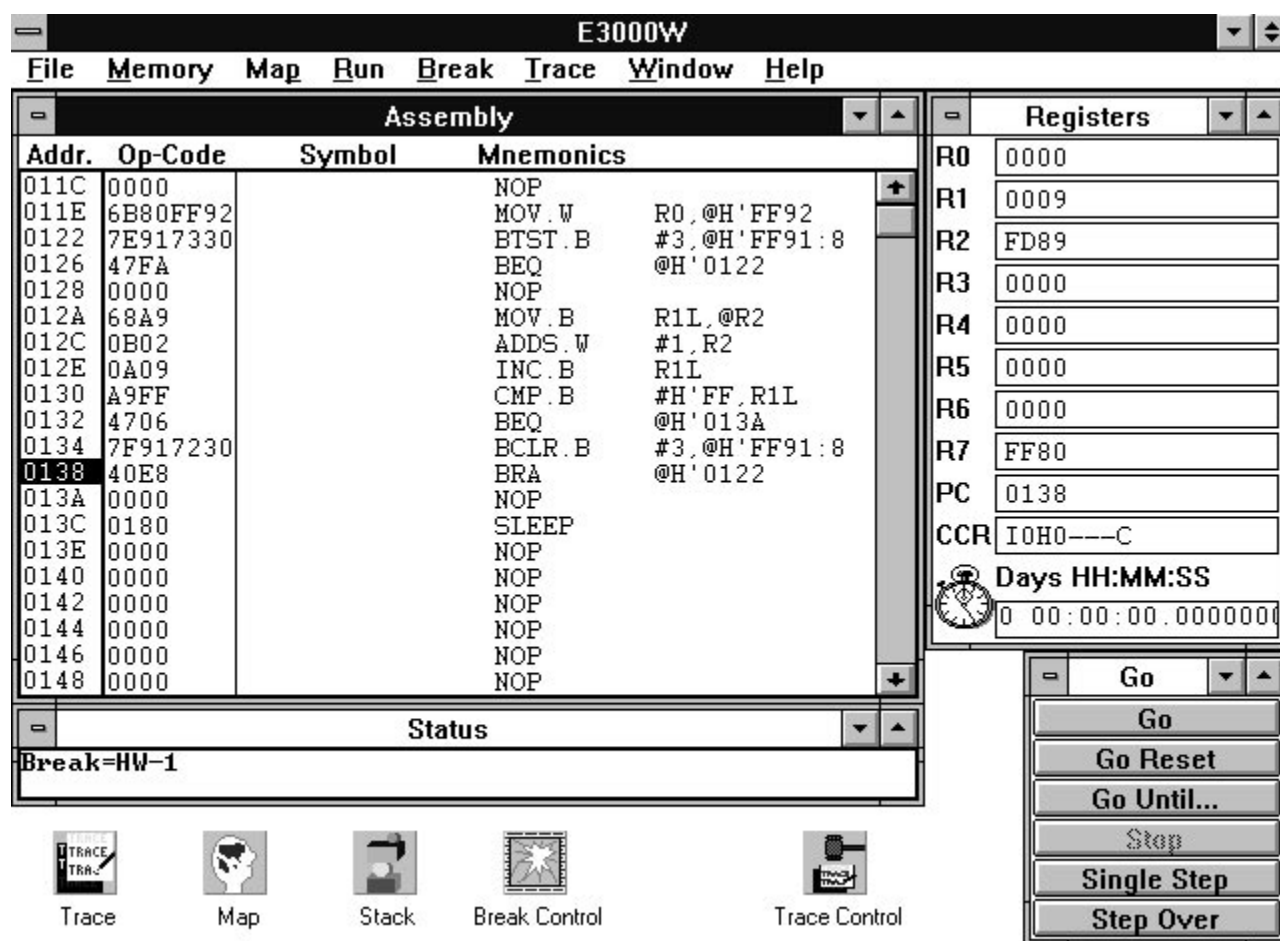 E3000W
File Memory Map Run Break Trace Window Help
Assembly
Addr. Op-Code Symbol Mnemonics
011C 0000 NOP
011E 6B80FF92 MOV.W R0,@H'FF92
0122 7E917330 BTST.B #3,@H'FF91:8
0126 47FA BEQ @H'0122
0128 0000 NOP
012A 68A9 MOV.B R1L,@R2
012C 0B02 ADDS.W #1,R2
012E 0A09 INC.B R1L
0130 A9FF CMP.B #H'FF,R1L
0132 4706 BEQ @H'013A
0134 7F917230 BCLR.B #3,@H'FF91:8
0138 40E8 BRA @H'0122
013A 0000 NOP
013C 0180 SLEEP
013E 0000 NOP
0140 0000 NOP
0142 0000 NOP
0144 0000 NOP
0146 0000 NOP
0148 0000 NOP
Registers
R0 0000
R1 0009
R2 FD89
R3 0000
R4 0000
R5 0000
R6 0000
R7 FF80
PC 0138
CCR I0H0---C
Days HH:MM:SS
0 00:00:00.000000
Status
Break=HW-1
Go
Go
Go Reset
Go Until...
Stop
Single Step
Step Over
TRACE
Trace
Map
Stack
Break Control
Trace Control